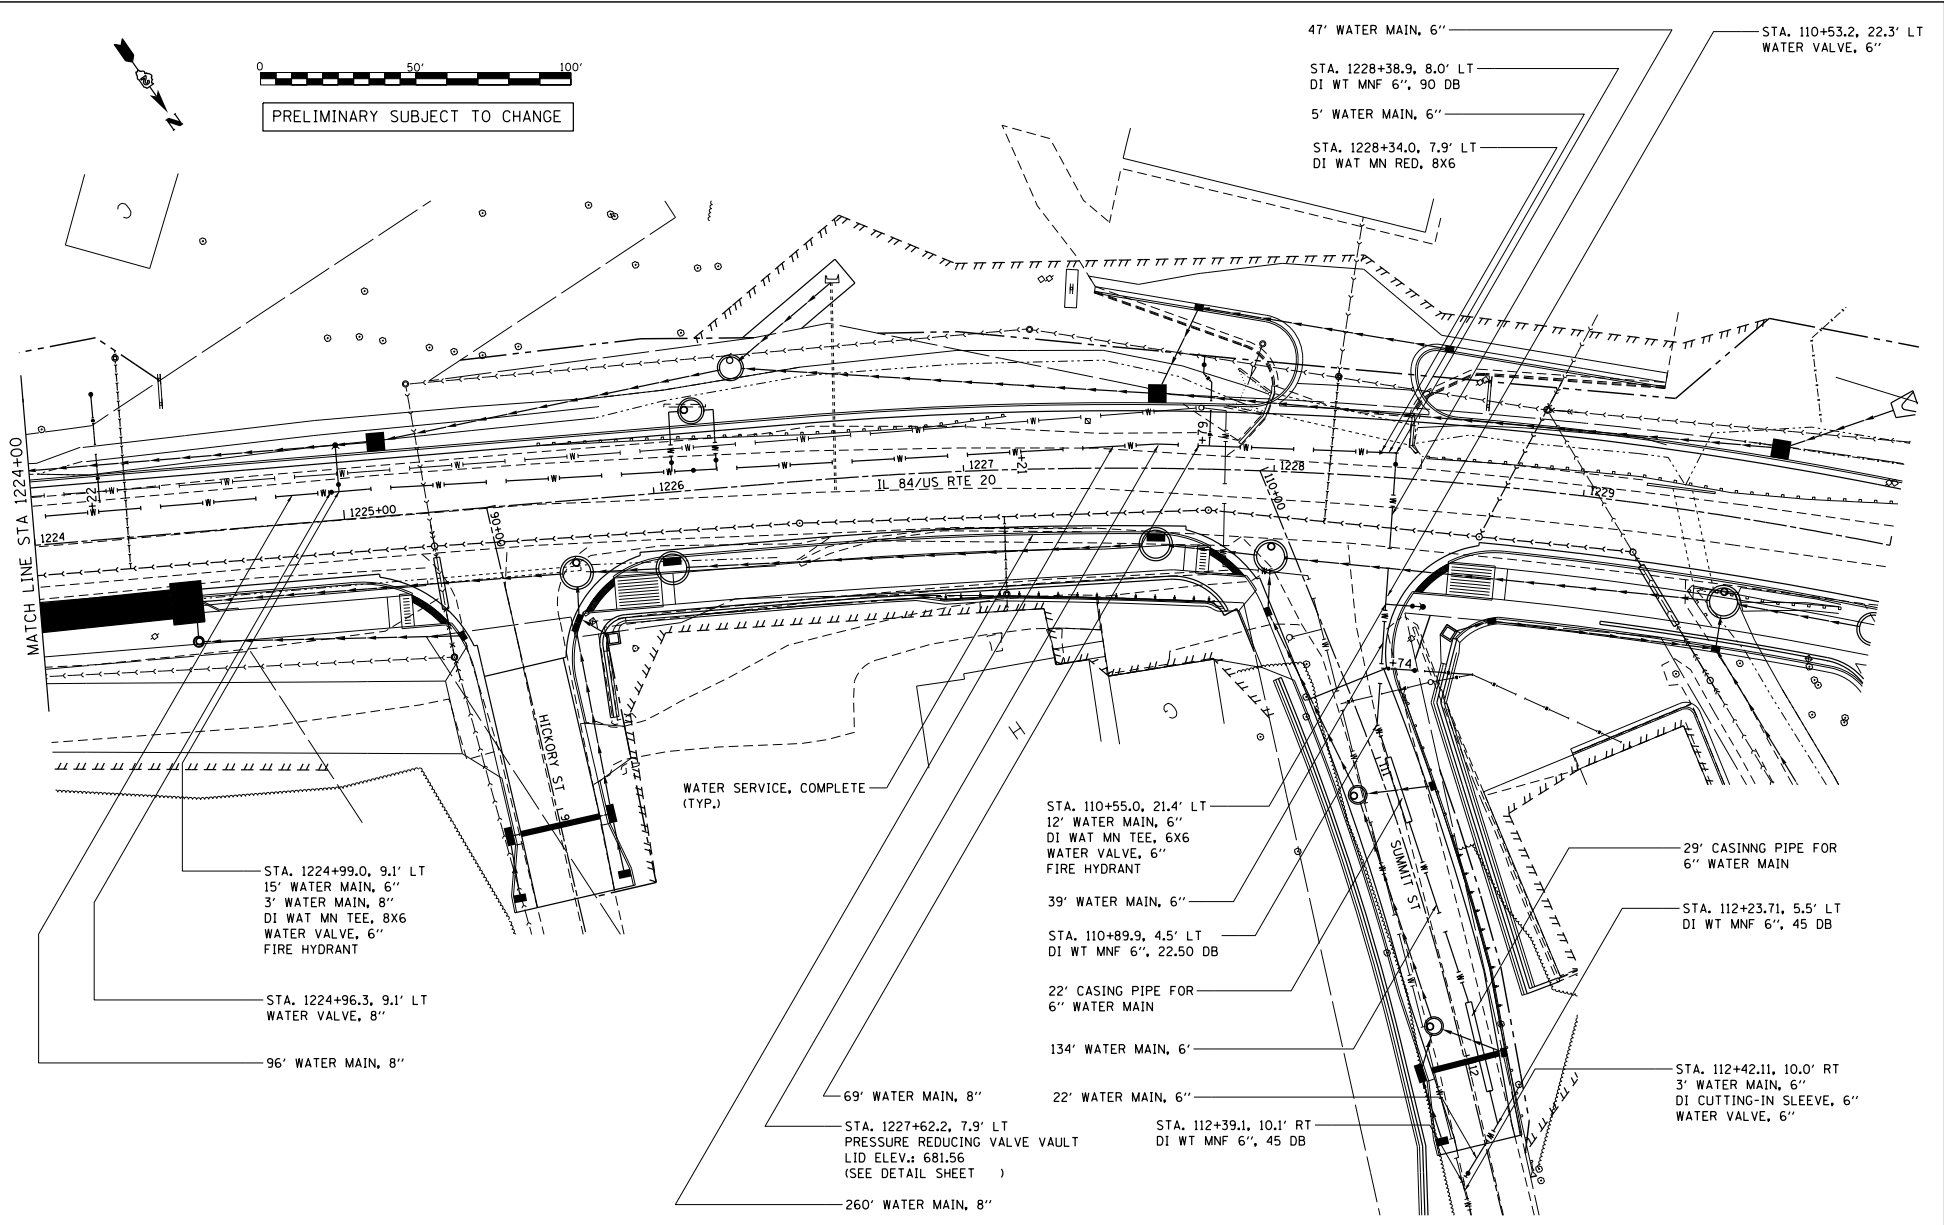 0 50' 100'
PRELIMINARY SUBJECT TO CHANGE
N
47' WATER MAIN, 6''
STA. 1228+38.9, 8.0' LT
DI WT MNF 6'', 90 DB
5' WATER MAIN, 6''
STA. 1228+34.0, 7.9' LT
DI WAT MN RED, 8X6
STA. 110+53.2, 22.3' LT
WATER VALVE, 6''
MATCH LINE STA 1224+00
C
+22
1224
1225+00
90+00
1226
1227
+21
IL 84/US RTE 20
+79
1228
110+00
1229
+74
H
G
HICKORY ST
SUMMIT ST
111
112
WATER SERVICE, COMPLETE
(TYP.)
STA. 1224+99.0, 9.1' LT
15' WATER MAIN, 6''
3' WATER MAIN, 8''
DI WAT MN TEE, 8X6
WATER VALVE, 6''
FIRE HYDRANT
STA. 1224+96.3, 9.1' LT
WATER VALVE, 8''
96' WATER MAIN, 8''
69' WATER MAIN, 8''
STA. 1227+62.2, 7.9' LT
PRESSURE REDUCING VALVE VAULT
LID ELEV.: 681.56
(SEE DETAIL SHEET )
260' WATER MAIN, 8''
STA. 110+55.0, 21.4' LT
12' WATER MAIN, 6''
DI WAT MN TEE, 6X6
WATER VALVE, 6''
FIRE HYDRANT
39' WATER MAIN, 6''
STA. 110+89.9, 4.5' LT
DI WT MNF 6'', 22.50 DB
22' CASING PIPE FOR
6'' WATER MAIN
134' WATER MAIN, 6'
22' WATER MAIN, 6''
STA. 112+39.1, 10.1' RT
DI WT MNF 6'', 45 DB
29' CASINNG PIPE FOR
6'' WATER MAIN
STA. 112+23.71, 5.5' LT
DI WT MNF 6'', 45 DB
STA. 112+42.11, 10.0' RT
3' WATER MAIN, 6''
DI CUTTING-IN SLEEVE, 6''
WATER VALVE, 6''